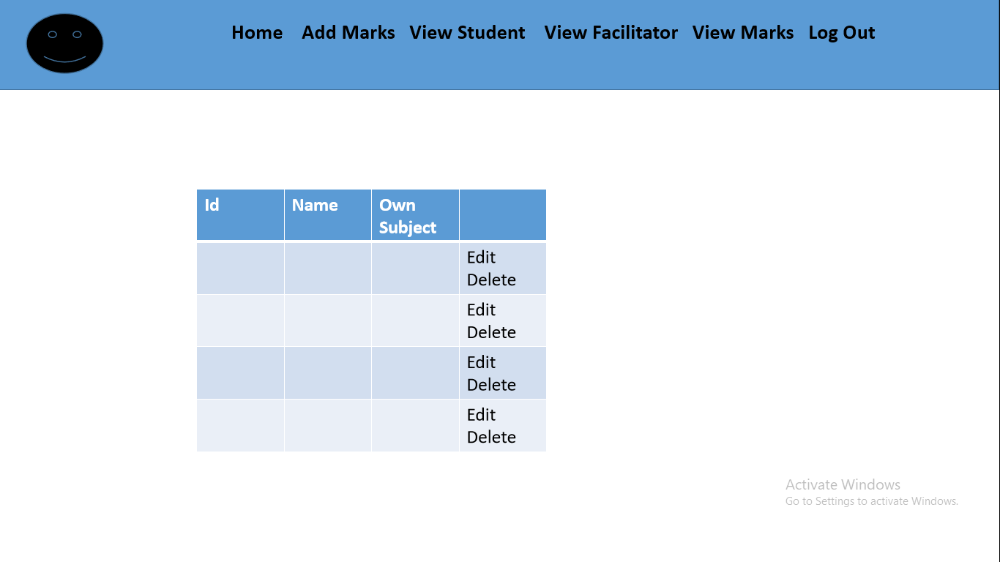 Home Add Marks View Student View Facilitator View Marks Log Out
Id Name Own Subject
Edit
Delete
Edit
Delete
Edit
Delete
Edit
Delete
Activate Windows
Go to Settings to activate Windows.